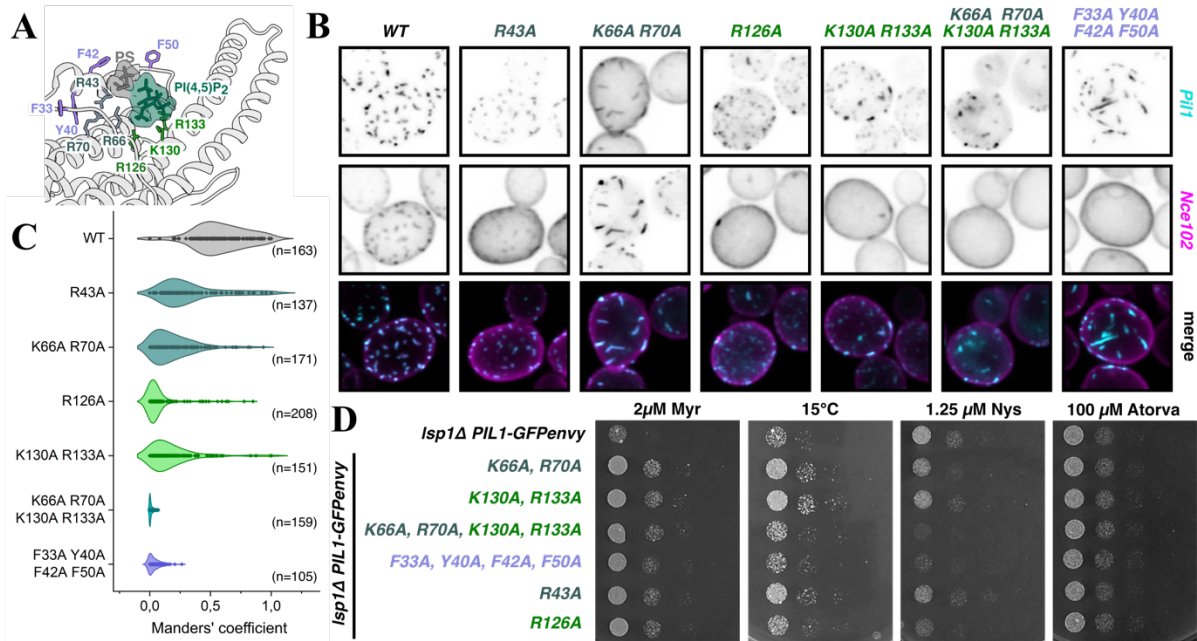 A
F42
PS
F50
R43
PI(4,5)P2
F33
R133
Y40
R66
K130
R70
R126
B
WT
R43A
K66A R70A
R126A
K130A R133A
K66A R70A
K130A R133A
F33A Y40A
F42A F50A
Pil1
Nce102
merge
C
WT
(n=163)
R43A
(n=137)
K66A R70A
(n=171)
R126A
(n=208)
K130A R133A
(n=151)
K66A R70A
K130A R133A
(n=159)
F33A Y40A
F42A F50A
(n=105)
0,0
0,5
1,0
Manders' coefficient
D
2µM Myr
15°C
1.25 µM Nys
100 µM Atorva
lsp1Δ PIL1-GFPenvy
lsp1Δ PIL1-GFPenvy
K66A, R70A
K130A, R133A
K66A, R70A, K130A, R133A
F33A, Y40A, F42A, F50A
R43A
R126A